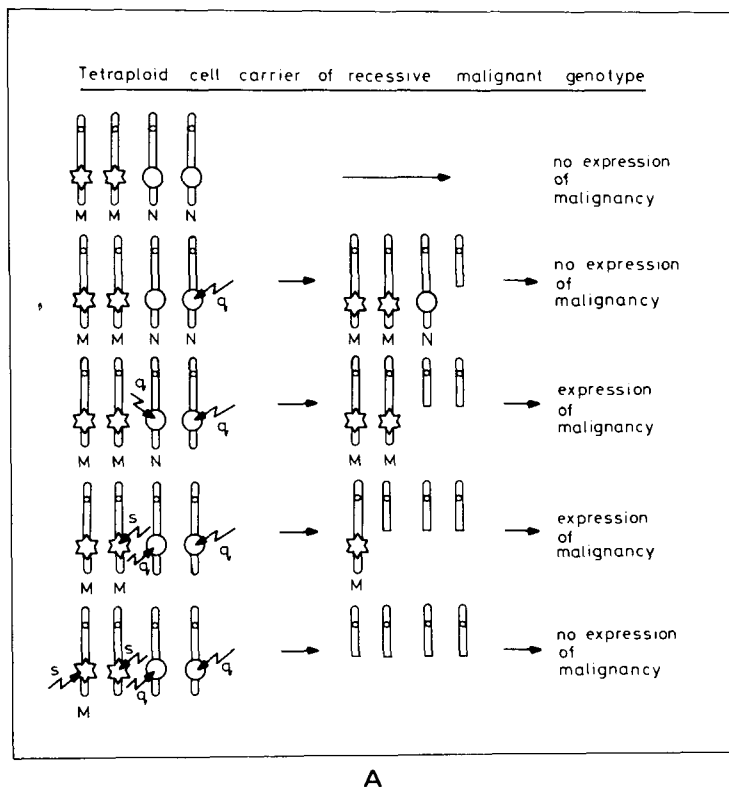 Tetraploid cell carrier of recessive malignant genotype
M M N N
no expression
of
malignancy
q
M M N N
M M N
no expression
of
malignancy
q
q
M M N
M M
expression
of
malignancy
s
q q
M M
M
expression
of
malignancy
s s
q q
M
no expression
of
malignancy
A